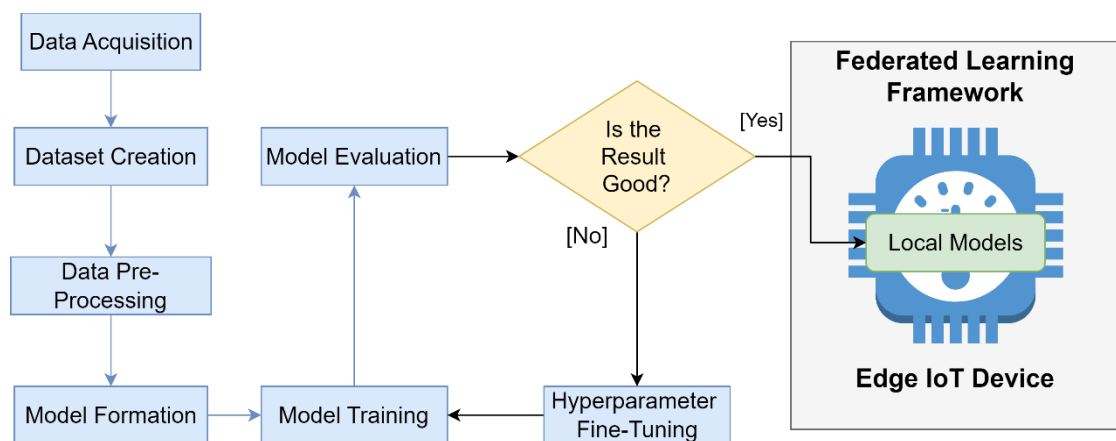 Data Acquisition
Dataset Creation
Data Pre-
Processing
Model Formation
Model Training
Model Evaluation
Is the
Result
Good?
[Yes]
[No]
Hyperparameter
Fine-Tuning
Federated Learning
Framework
Local Models
Edge IoT Device